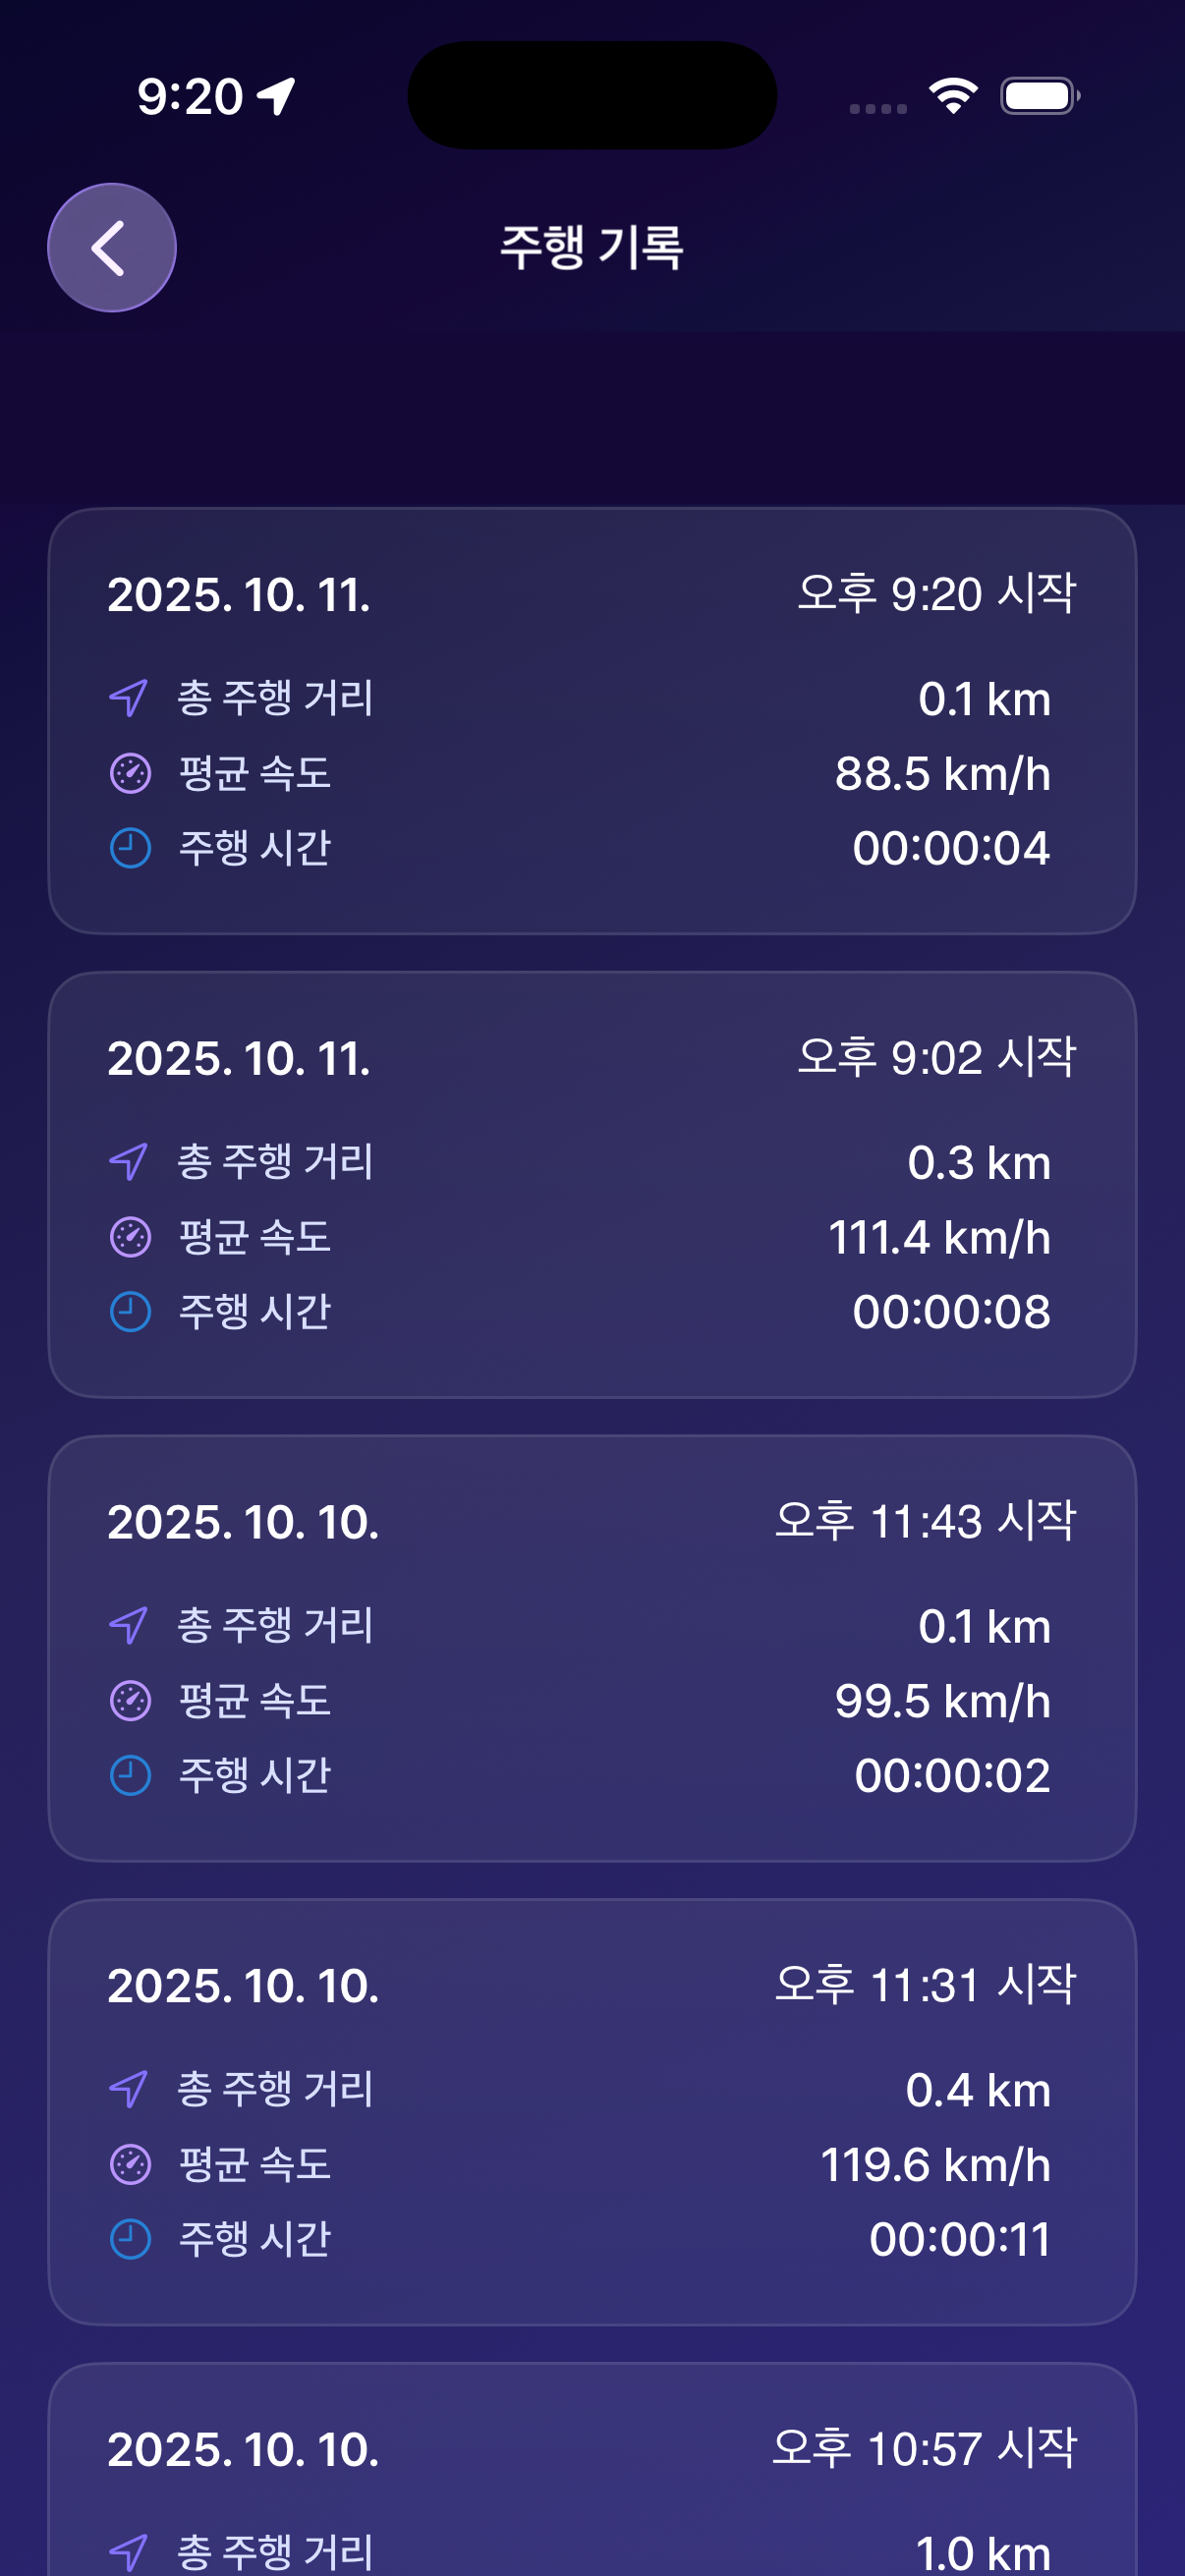 9:20
주행 기록
2025. 10. 11. 오후 9:20 시작
총 주행 거리 0.1 km
평균 속도 88.5 km/h
주행 시간 00:00:04
2025. 10. 11. 오후 9:02 시작
총 주행 거리 0.3 km
평균 속도 111.4 km/h
주행 시간 00:00:08
2025. 10. 10. 오후 11:43 시작
총 주행 거리 0.1 km
평균 속도 99.5 km/h
주행 시간 00:00:02
2025. 10. 10. 오후 11:31 시작
총 주행 거리 0.4 km
평균 속도 119.6 km/h
주행 시간 00:00:11
2025. 10. 10. 오후 10:57 시작
총 주행 거리 1.0 km